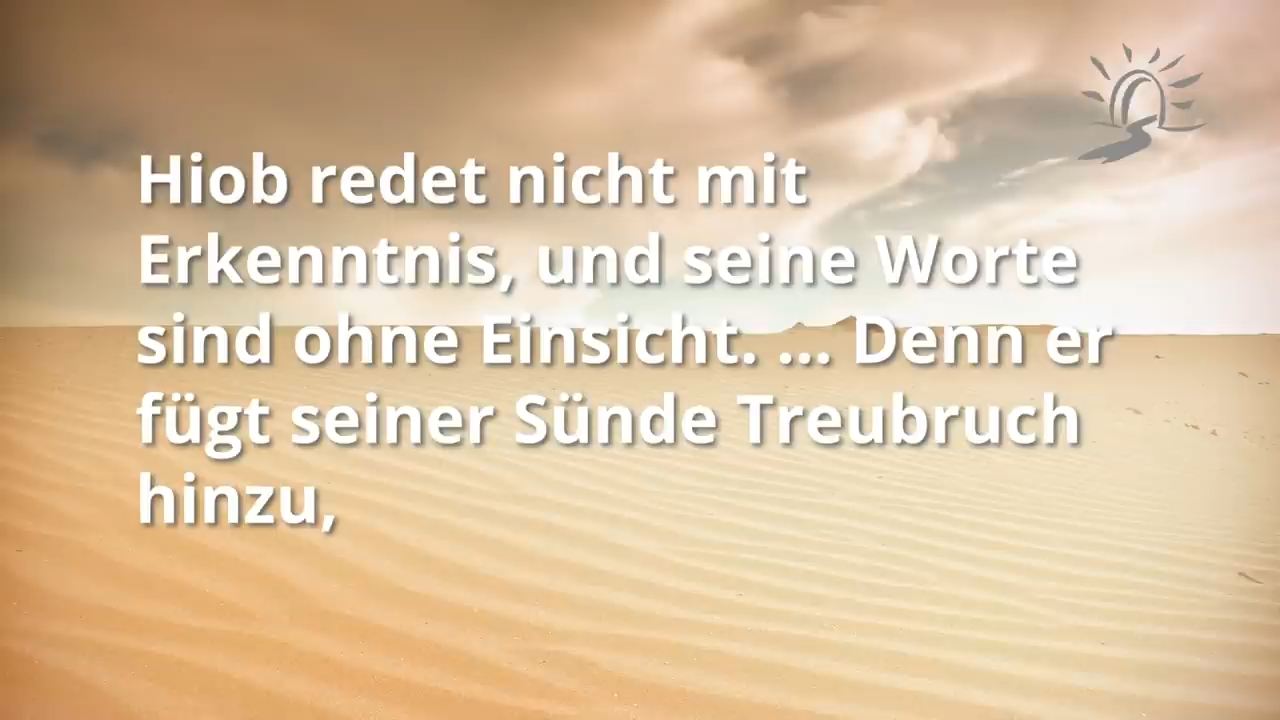 Hiob redet nicht mit
Erkenntnis, und seine Worte
sind ohne Einsicht. ... Denn er
fügt seiner Sünde Treubruch
hinzu,